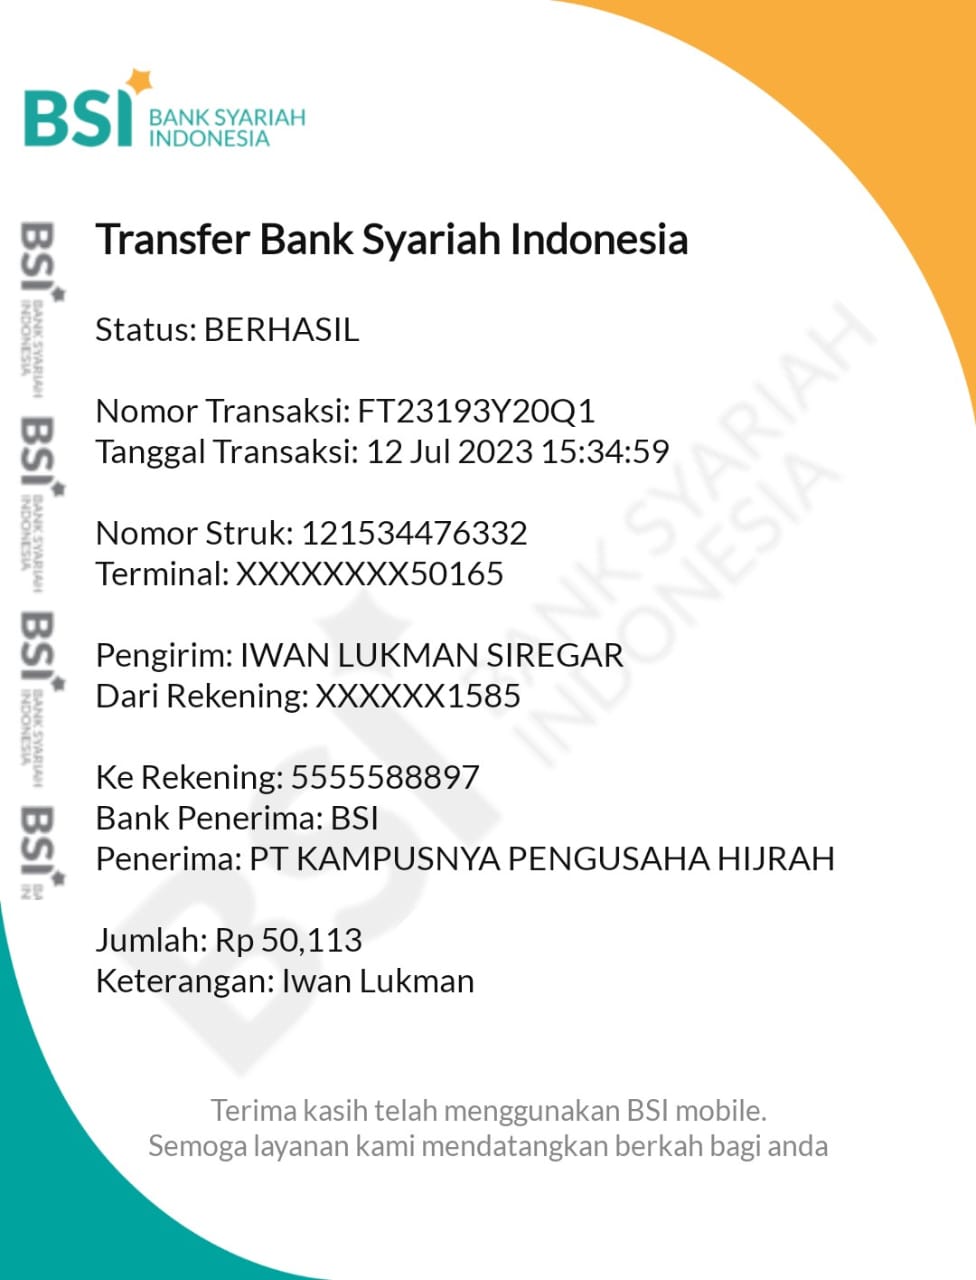 BSI BANK SYARIAH
INDONESIA
Transfer Bank Syariah Indonesia
Status: BERHASIL
Nomor Transaksi: FT23193Y20Q1
Tanggal Transaksi: 12 Jul 2023 15:34:59
Nomor Struk: 121534476332
Terminal: XXXXXXXX50165
Pengirim: IWAN LUKMAN SIREGAR
Dari Rekening: XXXXXX1585
Ke Rekening: 5555588897
Bank Penerima: BSI
Penerima: PT KAMPUSNYA PENGUSAHA HIJRAH
Jumlah: Rp 50,113
Keterangan: Iwan Lukman
Terima kasih telah menggunakan BSI mobile.
Semoga layanan kami mendatangkan berkah bagi anda
BSI BANK SYARIAH
INDONESIA
BSI BANK SYARIAH
INDONESIA
BSI BANK SYARIAH
INDONESIA
BSI BA
IN
BSI BANK SYARIAH
INDONESIA